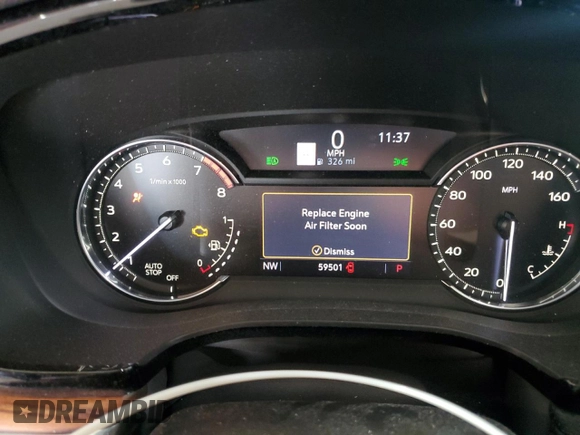 0
MPH
11:37
326 mi
1/min x 1000
1
2
3
4
5
6
7
8
AUTO
STOP
OFF
1
0
Replace Engine
Air Filter Soon
Dismiss
NW
59501
P
0
20
40
60
80
100
120
140
160
MPH
H
C
DREAMBI